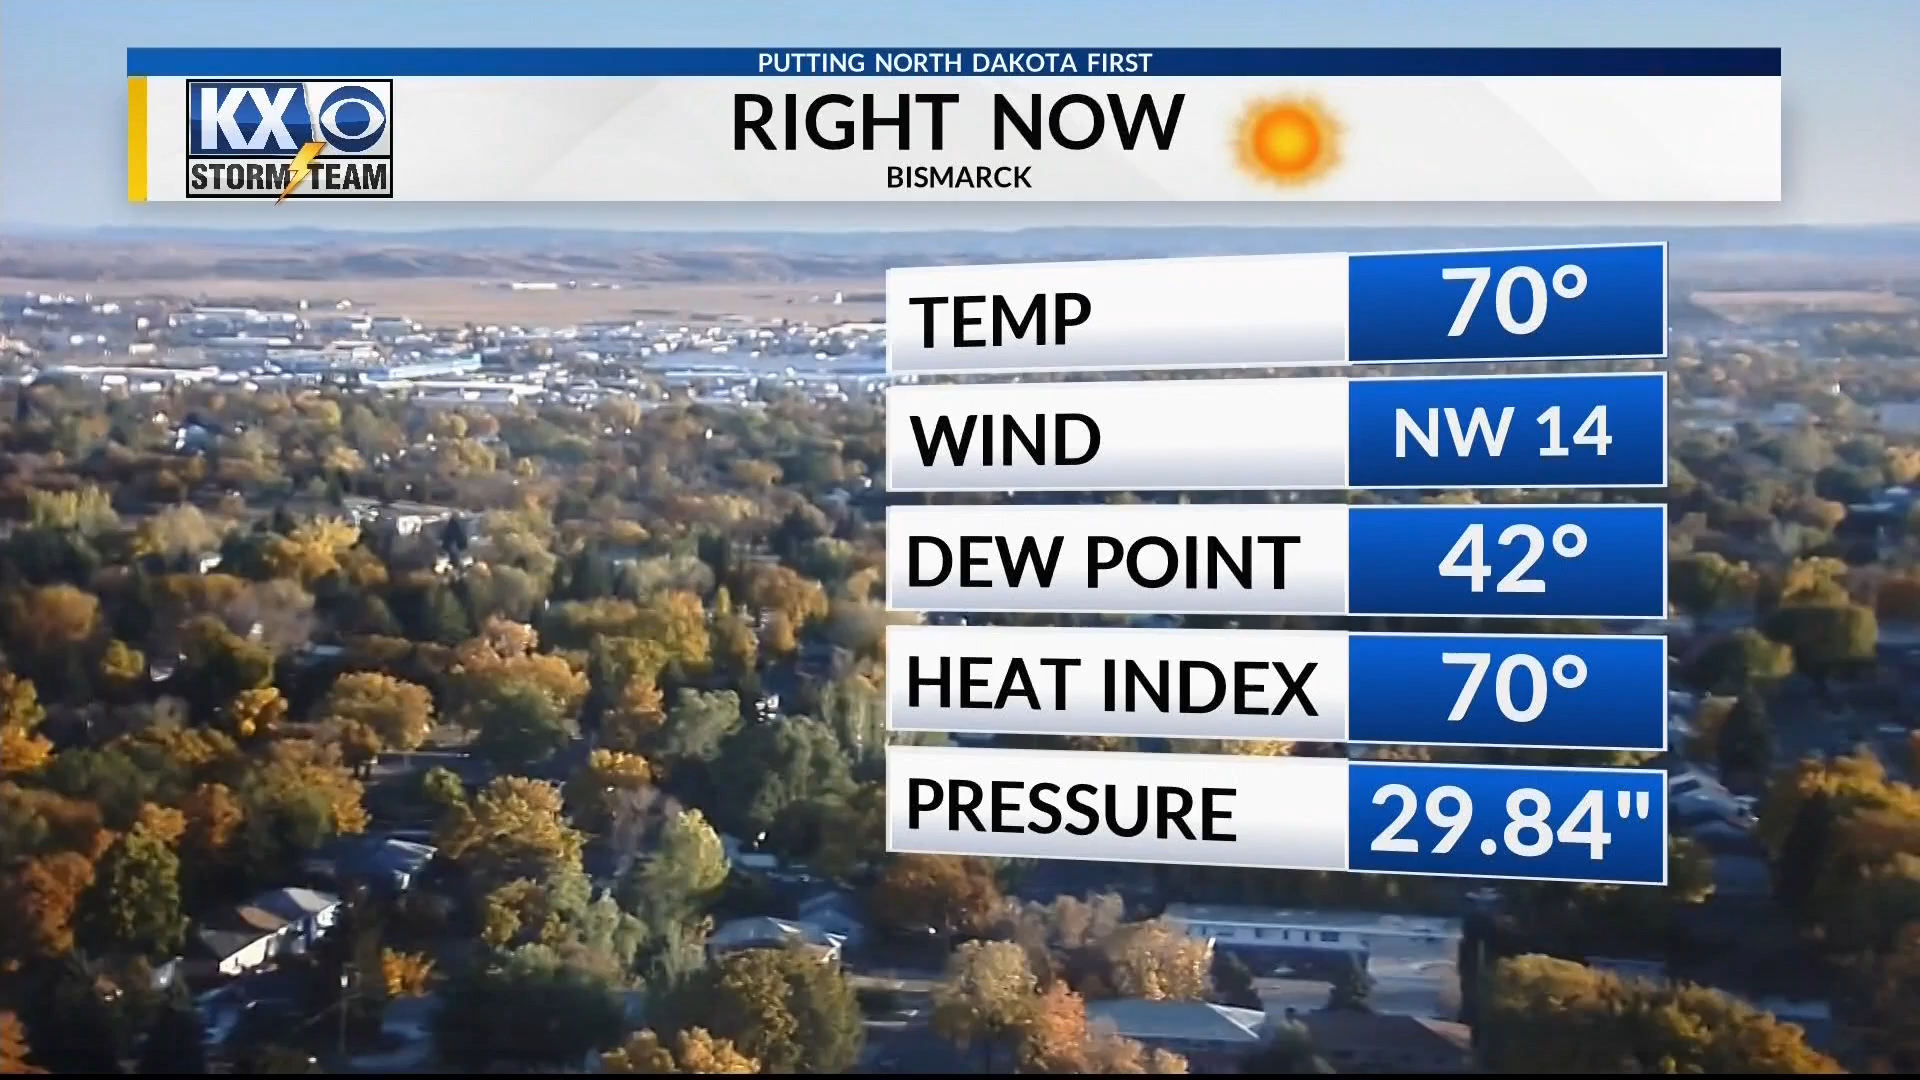 PUTTING NORTH DAKOTA FIRST
KX
STORM TEAM
RIGHT NOW
BISMARCK
TEMP 70°
WIND NW 14
DEW POINT 42°
HEAT INDEX 70°
PRESSURE 29.84"